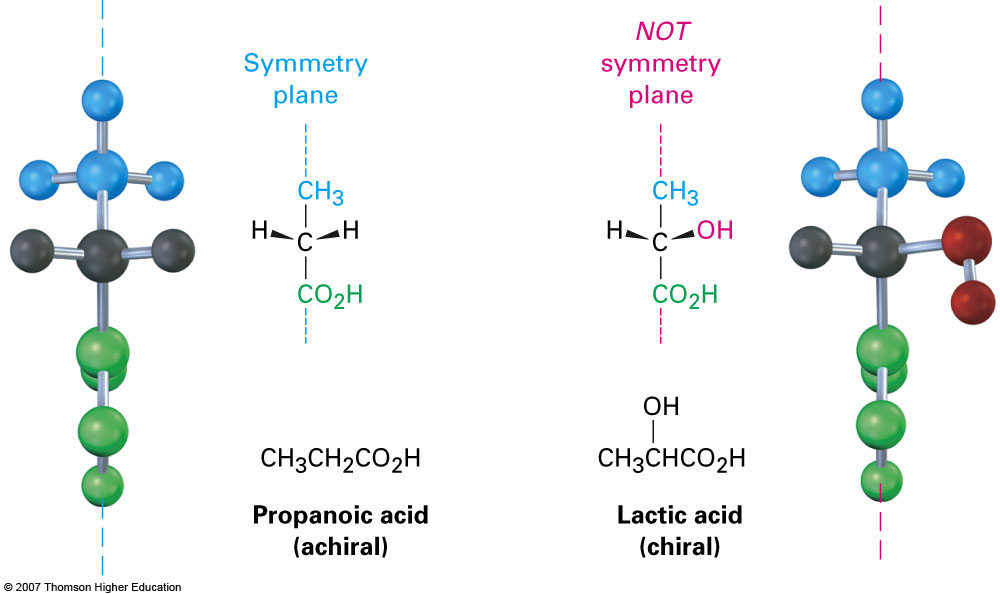 Symmetry
plane
CH₃
H C H
CO₂H
CH₃CH₂CO₂H
Propanoic acid
(achiral)
NOT
symmetry
plane
CH₃
H C OH
CO₂H
OH
CH₃CHCO₂H
Lactic acid
(chiral)
© 2007 Thomson Higher Education